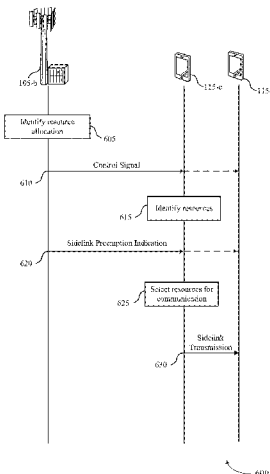 105-b
115-c
115
Identify resource
allocation
605
Control Signal
610
Identify resources
615
Sidelink Preemption Indication
620
Select resources for
communication
625
Sidelink
Transmission
630
600